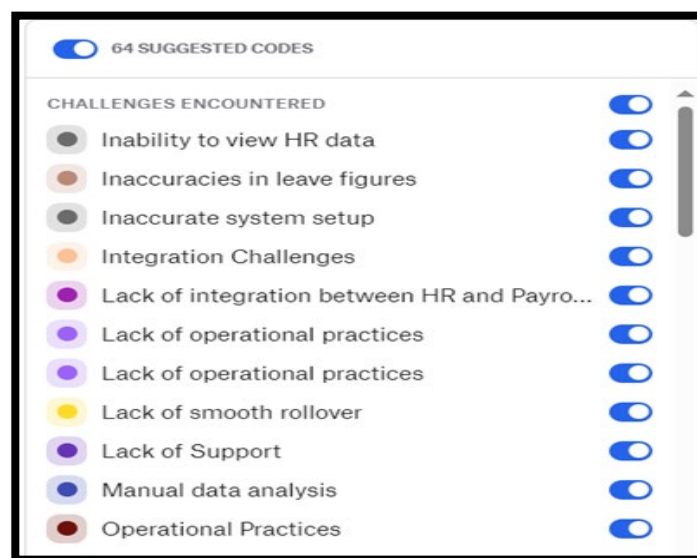 64 SUGGESTED CODES
CHALLENGES ENCOUNTERED
Inability to view HR data
Inaccuracies in leave figures
Inaccurate system setup
Integration Challenges
Lack of integration between HR and Payro...
Lack of operational practices
Lack of operational practices
Lack of smooth rollover
Lack of Support
Manual data analysis
Operational Practices